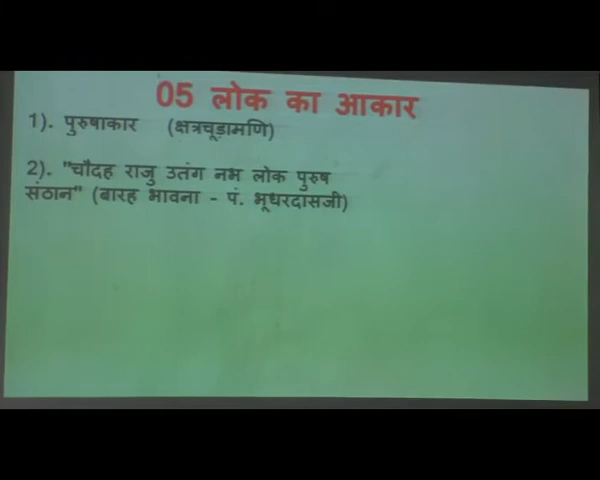 05 लोक का आकार
1). पुरुषाकार (क्षत्रचूडामणि)
2). "चौदह राजु उतंग नभ लोक पुरुष
संठान" (बारह भावना - पं. भूधरदासजी)